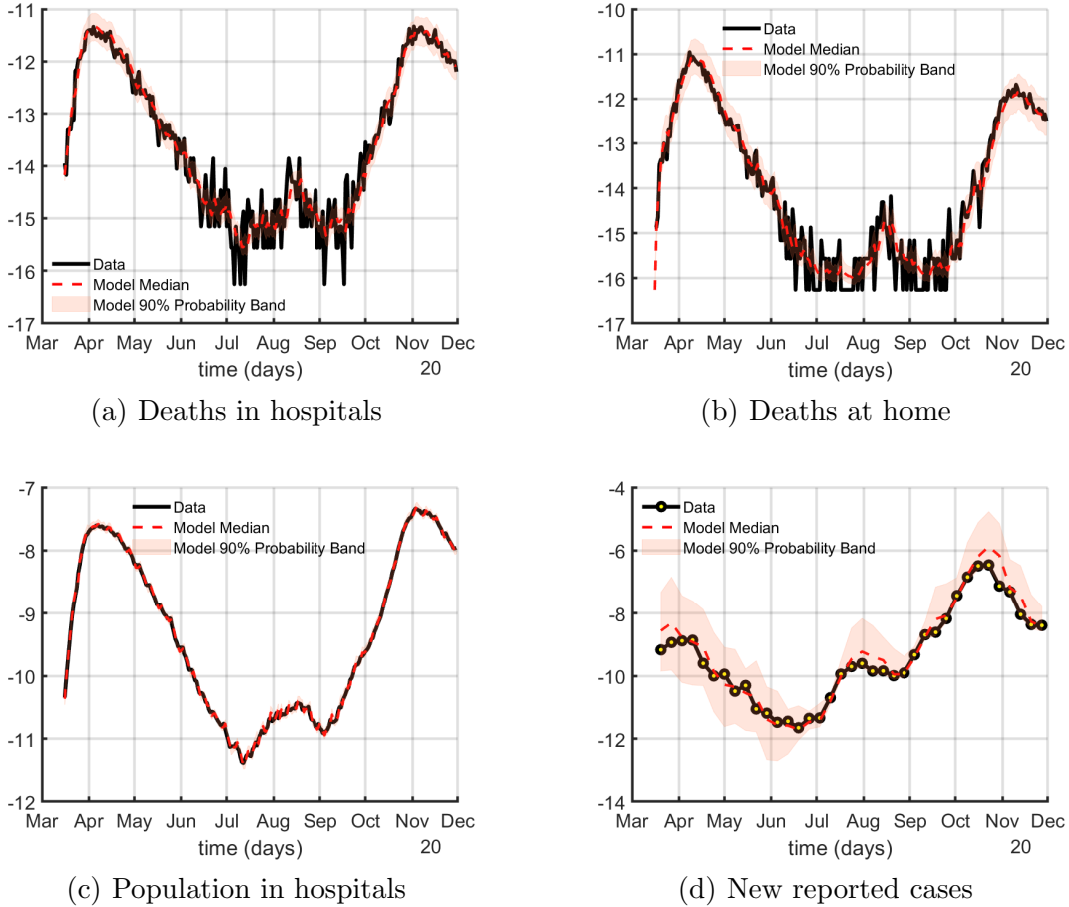 -11
-12
-13
-14
-15
-16
-17
Data
Model Median
Model 90% Probability Band
Mar Apr May Jun Jul Aug Sep Oct Nov Dec
time (days)
20
(a) Deaths in hospitals
-10
-11
-12
-13
-14
-15
-16
-17
Data
Model Median
Model 90% Probability Band
Mar Apr May Jun Jul Aug Sep Oct Nov Dec
time (days)
20
(b) Deaths at home
-7
-8
-9
-10
-11
-12
Data
Model Median
Model 90% Probability Band
Mar Apr May Jun Jul Aug Sep Oct Nov Dec
time (days)
20
(c) Population in hospitals
-4
-6
-8
-10
-12
-14
Data
Model Median
Model 90% Probability Band
Mar Apr May Jun Jul Aug Sep Oct Nov Dec
time (days)
20
(d) New reported cases